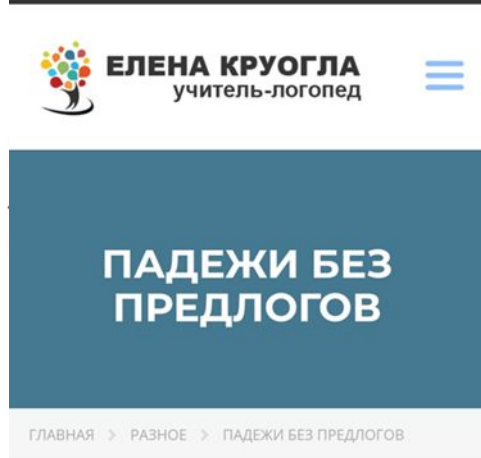 ЕЛЕНА КРУОГЛА
учитель-логопед
ПАДЕЖИ БЕЗ
ПРЕДЛОГОВ
ГЛАВНАЯ > РАЗНОЕ > ПАДЕЖИ БЕЗ ПРЕДЛОГОВ